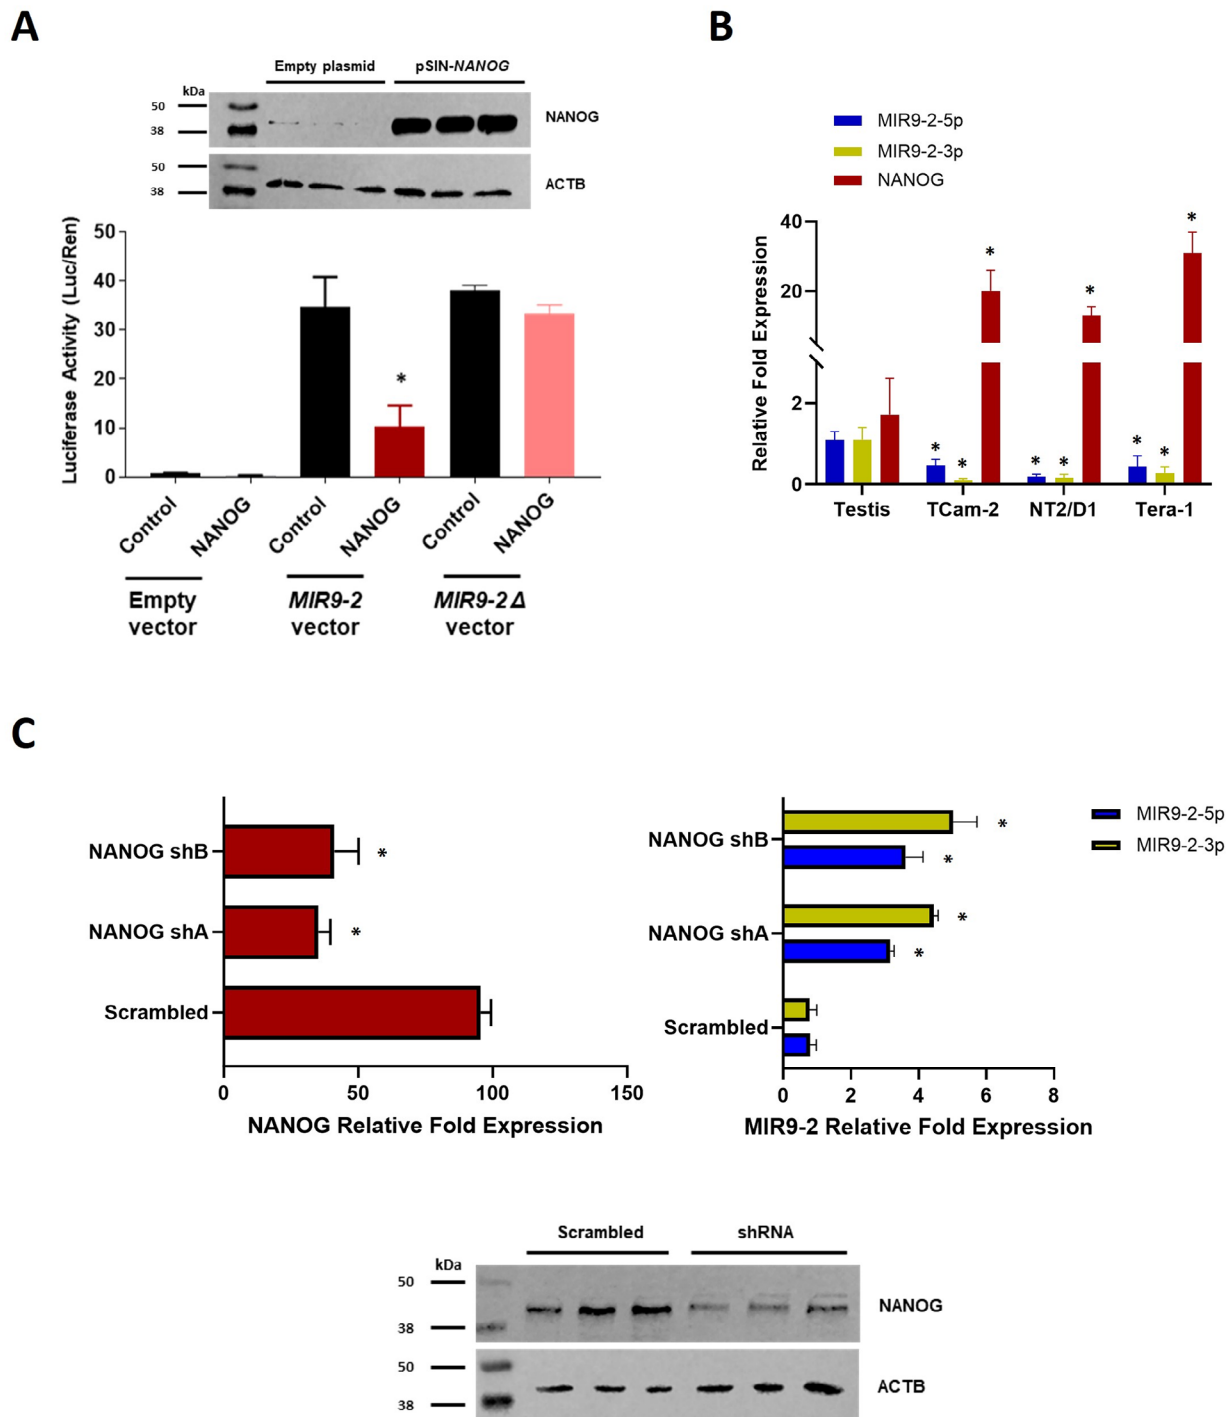 A
Empty plasmid pSIN-NANOG
kDa
50
38
NANOG
50
38
ACTB
Luciferase Activity (Luc/Ren)
50
40
30
20
10
0
*
Control
NANOG
Control
NANOG
Control
NANOG
Empty
vector
MIR9-2
vector
MIR9-2Δ
vector
B
MIR9-2-5p
MIR9-2-3p
NANOG
Relative Fold Expression
40
20
2
0
* * *
* * *
* * *
Testis TCam-2 NT2/D1 Tera-1
C
NANOG shB *
NANOG shA *
Scrambled
0 50 100 150
NANOG Relative Fold Expression
MIR9-2-5p
MIR9-2-3p
NANOG shB * *
NANOG shA * *
Scrambled
0 2 4 6 8
MIR9-2 Relative Fold Expression
Scrambled shRNA
kDa
50
38
NANOG
50
38
ACTB